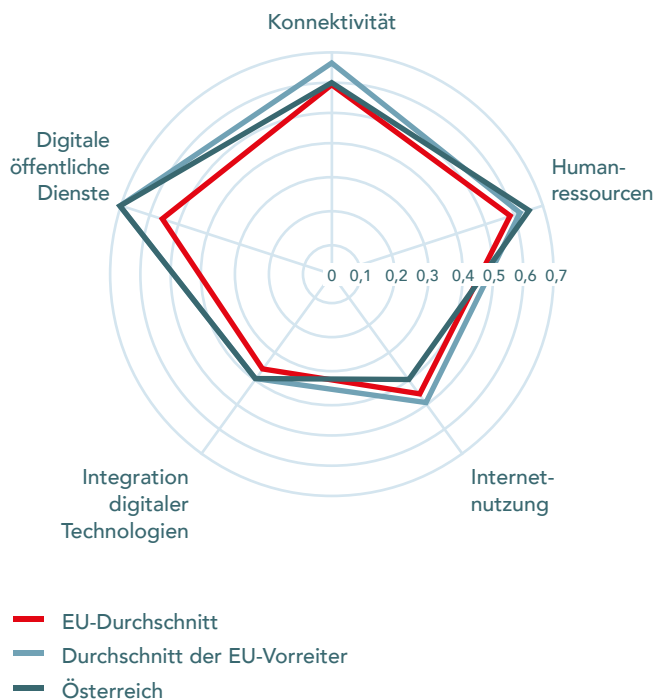 Konnektivität
Digitale
öffentliche
Dienste
Human-
ressourcen
0 0,1 0,2 0,3 0,4 0,5 0,6 0,7
Integration
digitaler
Technologien
Internet-
nutzung
EU-Durchschnitt
Durchschnitt der EU-Vorreiter
Österreich